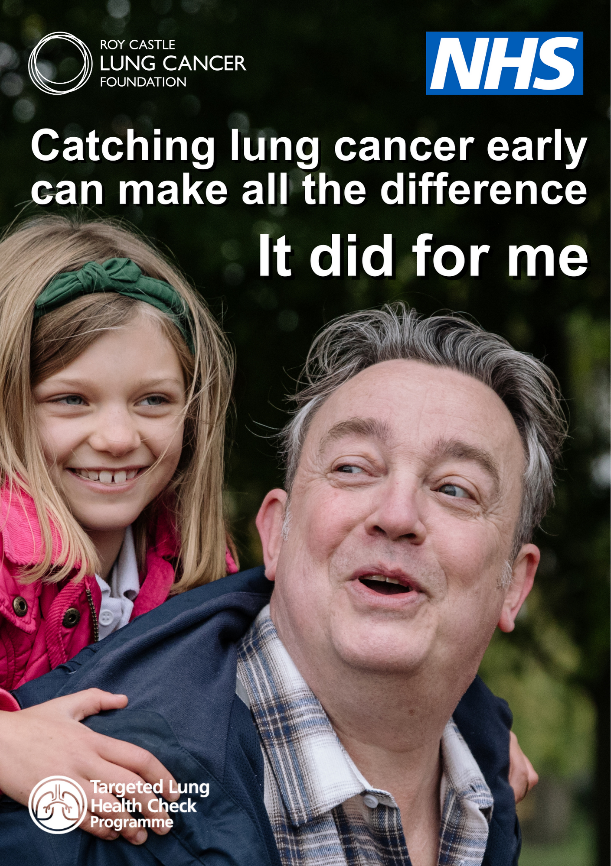 ROY CASTLE
LUNG CANCER
FOUNDATION
NHS
Catching lung cancer early
can make all the difference
It did for me
Targeted Lung
Health Check
Programme